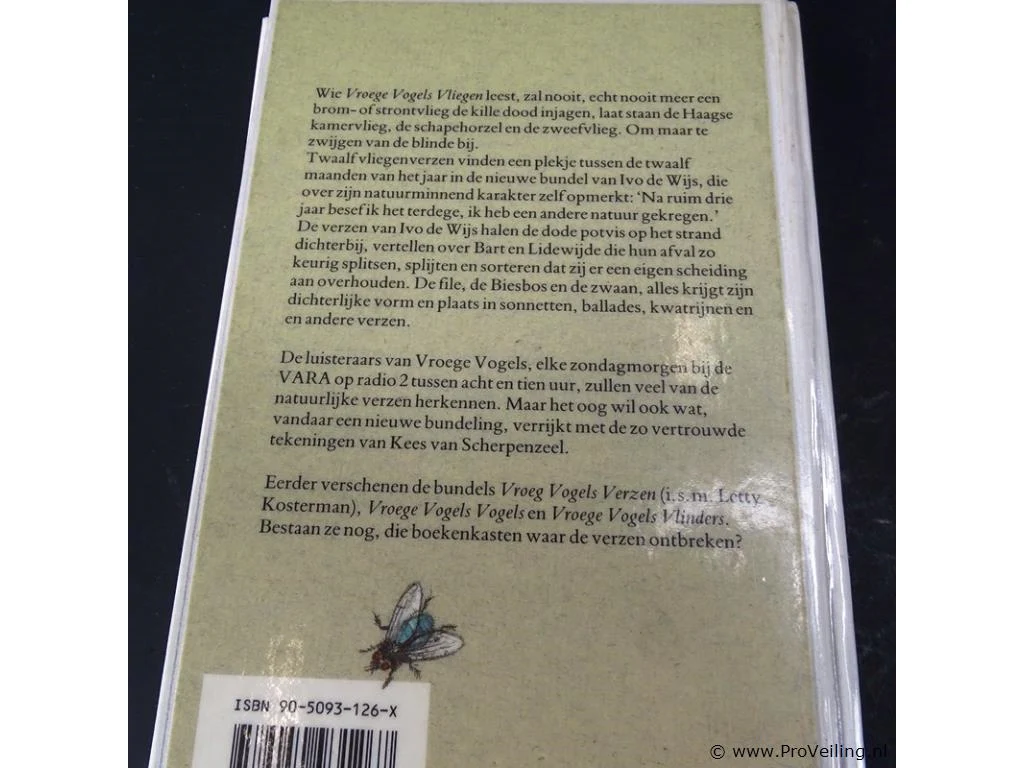 Wie Vroege Vogels Vliegen leest, zal nooit, echt nooit meer een
brom- of strontvlieg de kille dood injagen, laat staan de Haagse
kamervlieg, de schapehorzel en de zweefvlieg. Om maar te
zwijgen van de blinde bij.
Twaalf vliegenverzen vinden een plekje tussen de twaalf
maanden van het jaar in de nieuwe bundel van Ivo de Wijs, die
over zijn natuurminnend karakter zelf opmerkt: ‘Na ruim drie
jaar besef ik het terdege, ik heb een andere natuur gekregen.’
De verzen van Ivo de Wijs halen de dode potvis op het strand
dichterbij, vertellen over Bart en Lidewijde die hun afval zo
keurig splitsen, splijten en sorteren dat zij er een eigen scheiding
aan overhouden. De file, de Biesbos en de zwaan, alles krijgt zijn
dichterlijke vorm en plaats in sonnetten, ballades, kwatrijnen en
en andere verzen.
De luisteraars van Vroege Vogels, elke zondagmorgen bij de
VARA op radio 2 tussen acht en tien uur, zullen veel van de
natuurlijke verzen herkennen. Maar het oog wil ook wat,
vandaar een nieuwe bundeling, verrijkt met de zo vertrouwde
tekeningen van Kees van Scherpenzeel.
Eerder verschenen de bundels Vroeg Vogels Verzen (i.s.m. Letty
Kosterman), Vroege Vogels Vogels en Vroege Vogels Vlinders.
Bestaan ze nog, die boekenkasten waar de verzen ontbreken?
ISBN 90-5093-126-X
© www.ProVeiling.nl